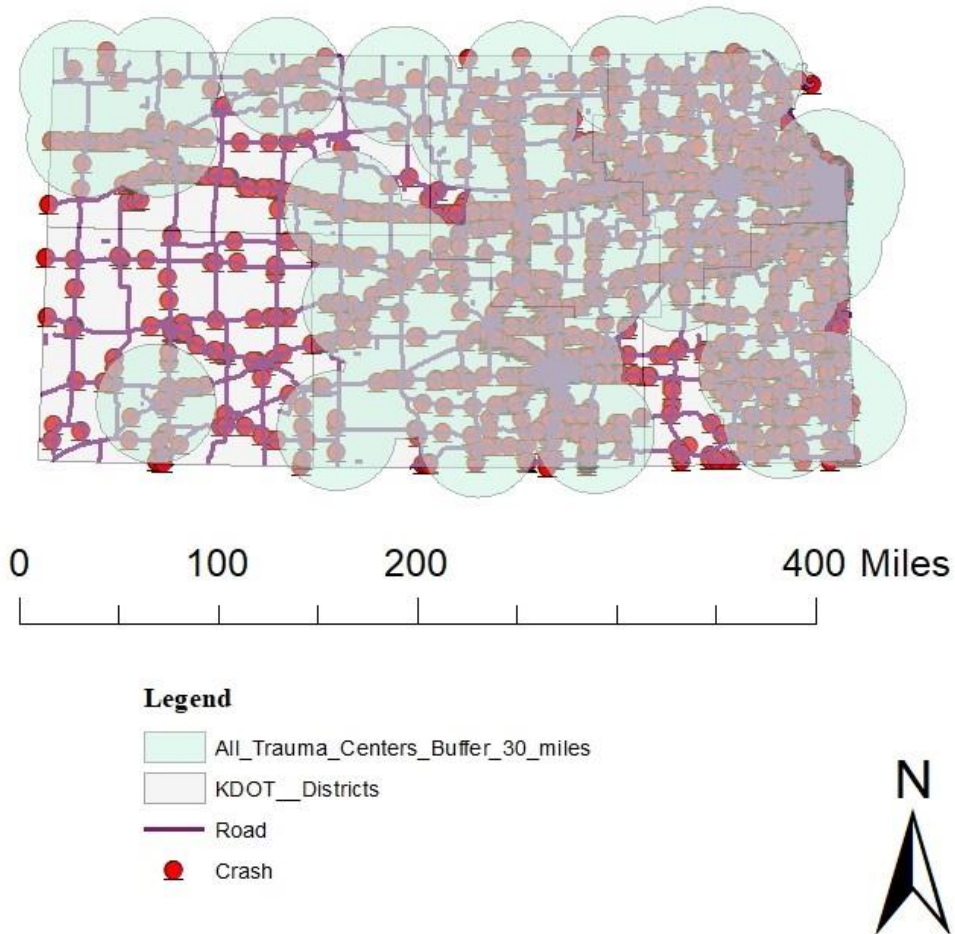 0 100 200 400 Miles
Legend
All_Trauma_Centers_Buffer_30_miles
KDOT__Districts
Road
Crash
N